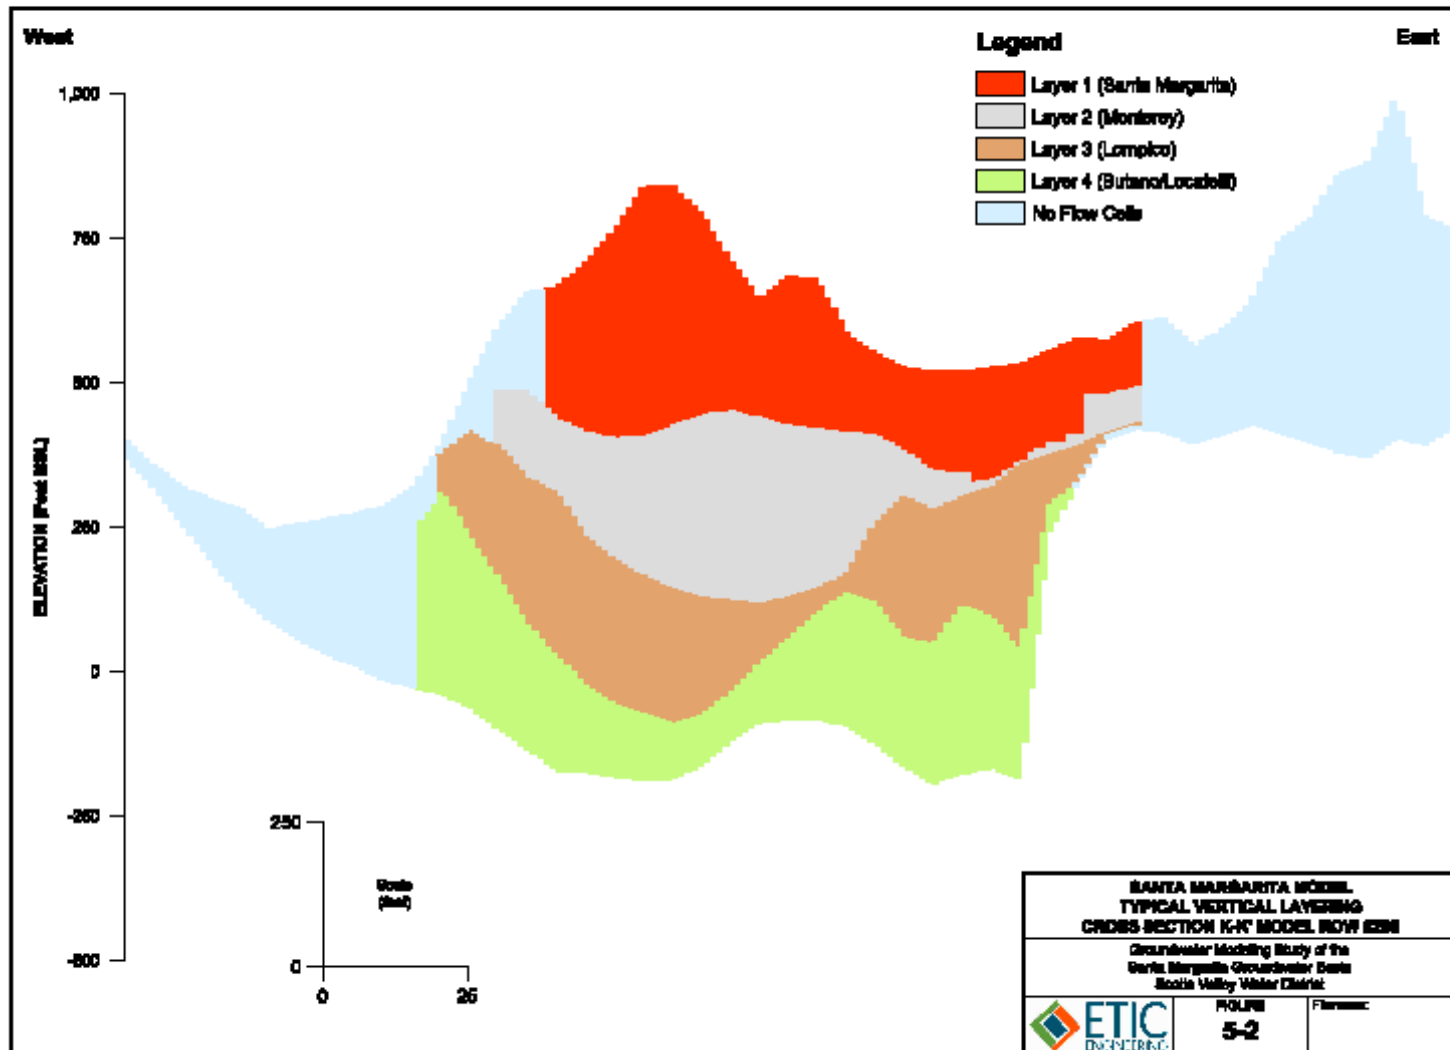 West
East
Legend
Layer 1 (Santa Margarita)
Layer 2 (Monterey)
Layer 3 (Lompico)
Layer 4 (Butano/Locatelli)
No Flow Cells
1,000
750
500
250
0
-250
-500
ELEVATION (Feet MSL)
250
0
Scale
(feet)
0
25
SANTA MARGARITA MODEL
TYPICAL VERTICAL LAYERING
CROSS SECTION K-K' MODEL ROW
Groundwater Modeling Study of the
Santa Margarita Groundwater Basin
Scotts Valley Water District
ETIC
ENGINEERING
FIGURE
5-2
Filename: